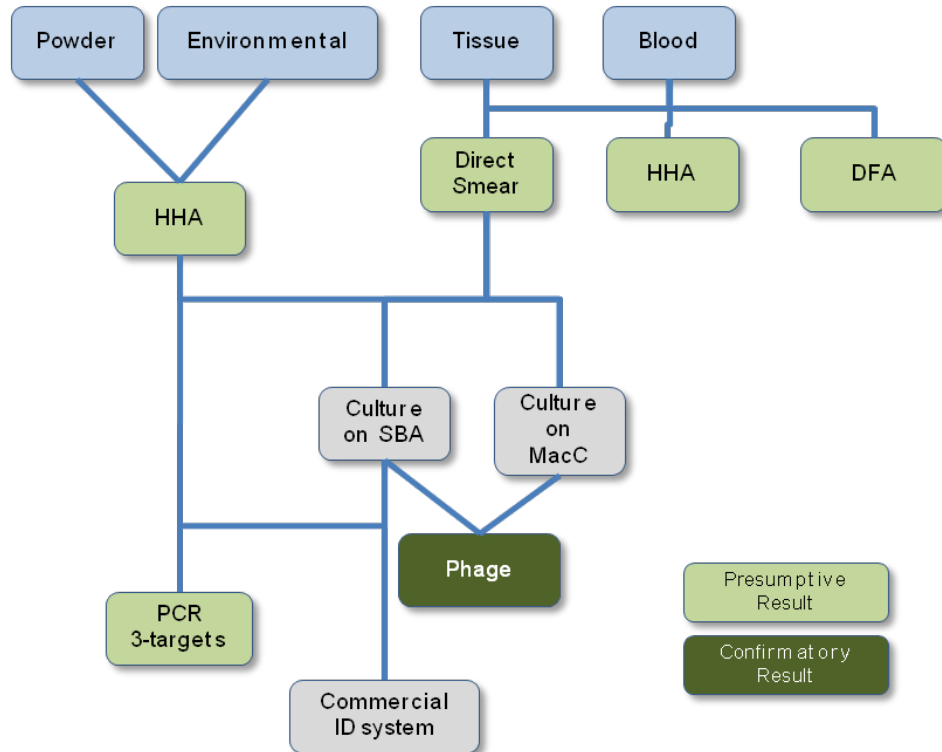 Powder
Environmental
Tissue
Blood
Direct
Smear
HHA
DFA
HHA
Culture
on SBA
Culture
on
MacC
Phage
PCR
3-targets
Commercial
ID system
Presumptive
Result
Confirmatory
Result